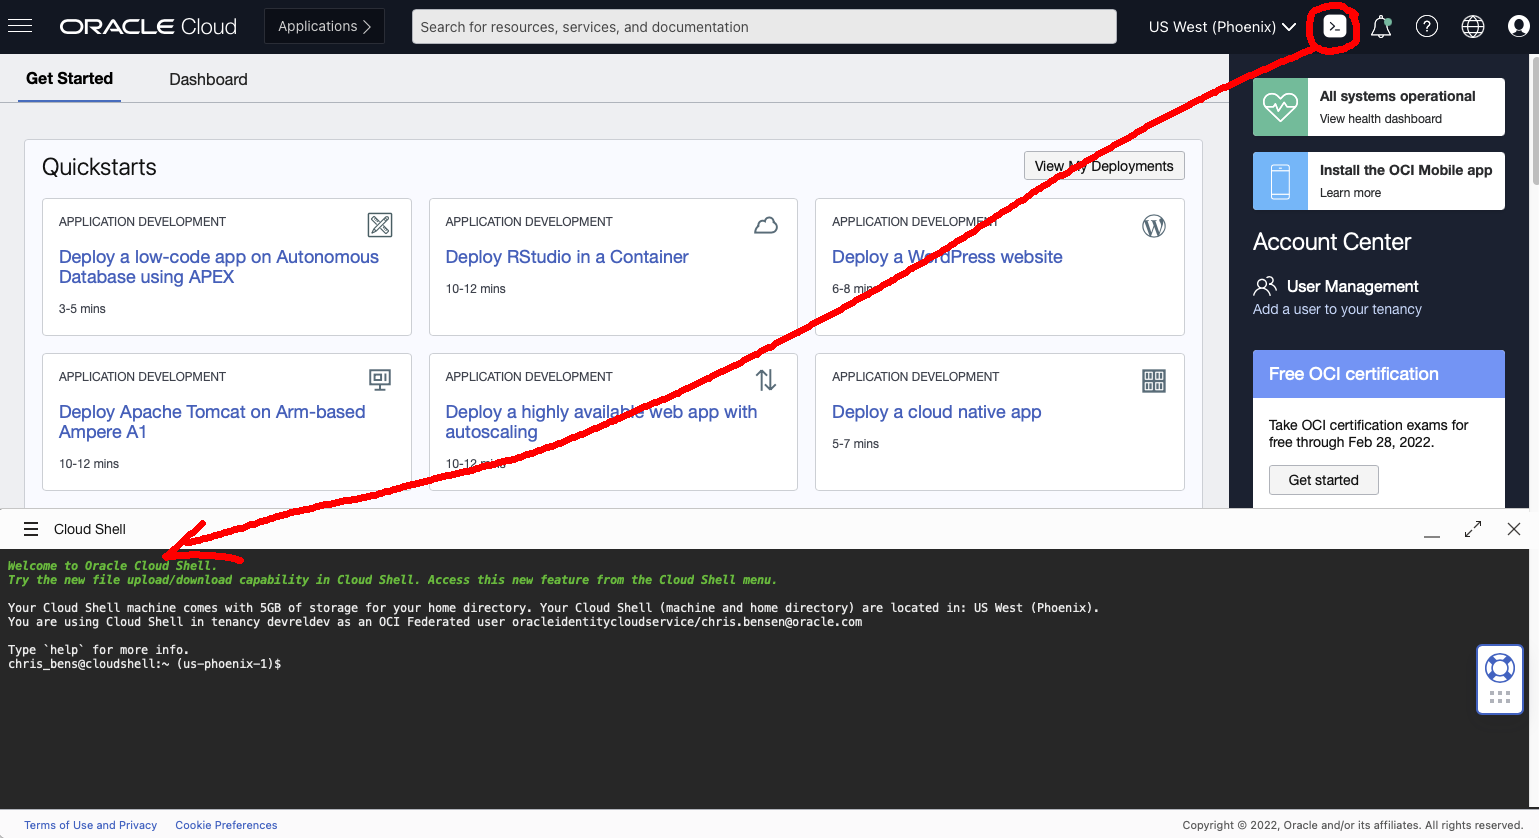 ORACLE Cloud
Applications
Search for resources, services, and documentation
US West (Phoenix)
Get Started
Dashboard
All systems operational
View health dashboard
Install the OCI Mobile app
Learn more
Account Center
User Management
Add a user to your tenancy
Free OCI certification
Take OCI certification exams for
free through Feb 28, 2022.
Get started
Quickstarts
View My Deployments
APPLICATION DEVELOPMENT
Deploy a low-code app on Autonomous
Database using APEX
3-5 mins
APPLICATION DEVELOPMENT
Deploy RStudio in a Container
10-12 mins
APPLICATION DEVELOPMENT
Deploy a WordPress website
6-8 mins
APPLICATION DEVELOPMENT
Deploy Apache Tomcat on Arm-based
Ampere A1
10-12 mins
APPLICATION DEVELOPMENT
Deploy a highly available web app with
autoscaling
10-12 mins
APPLICATION DEVELOPMENT
Deploy a cloud native app
5-7 mins
Cloud Shell
Welcome to Oracle Cloud Shell.
Try the new file upload/download capability in Cloud Shell. Access this new feature from the Cloud Shell menu.
Your Cloud Shell machine comes with 5GB of storage for your home directory. Your Cloud Shell (machine and home directory) are located in: US West (Phoenix).
You are using Cloud Shell in tenancy devreldev as an OCI Federated user oracleidentitycloudservice/chris.bensen@oracle.com
Type `help` for more info.
chris_bens@cloudshell:~ (us-phoenix-1)$
Terms of Use and Privacy
Cookie Preferences
Copyright © 2022, Oracle and/or its affiliates. All rights reserved.